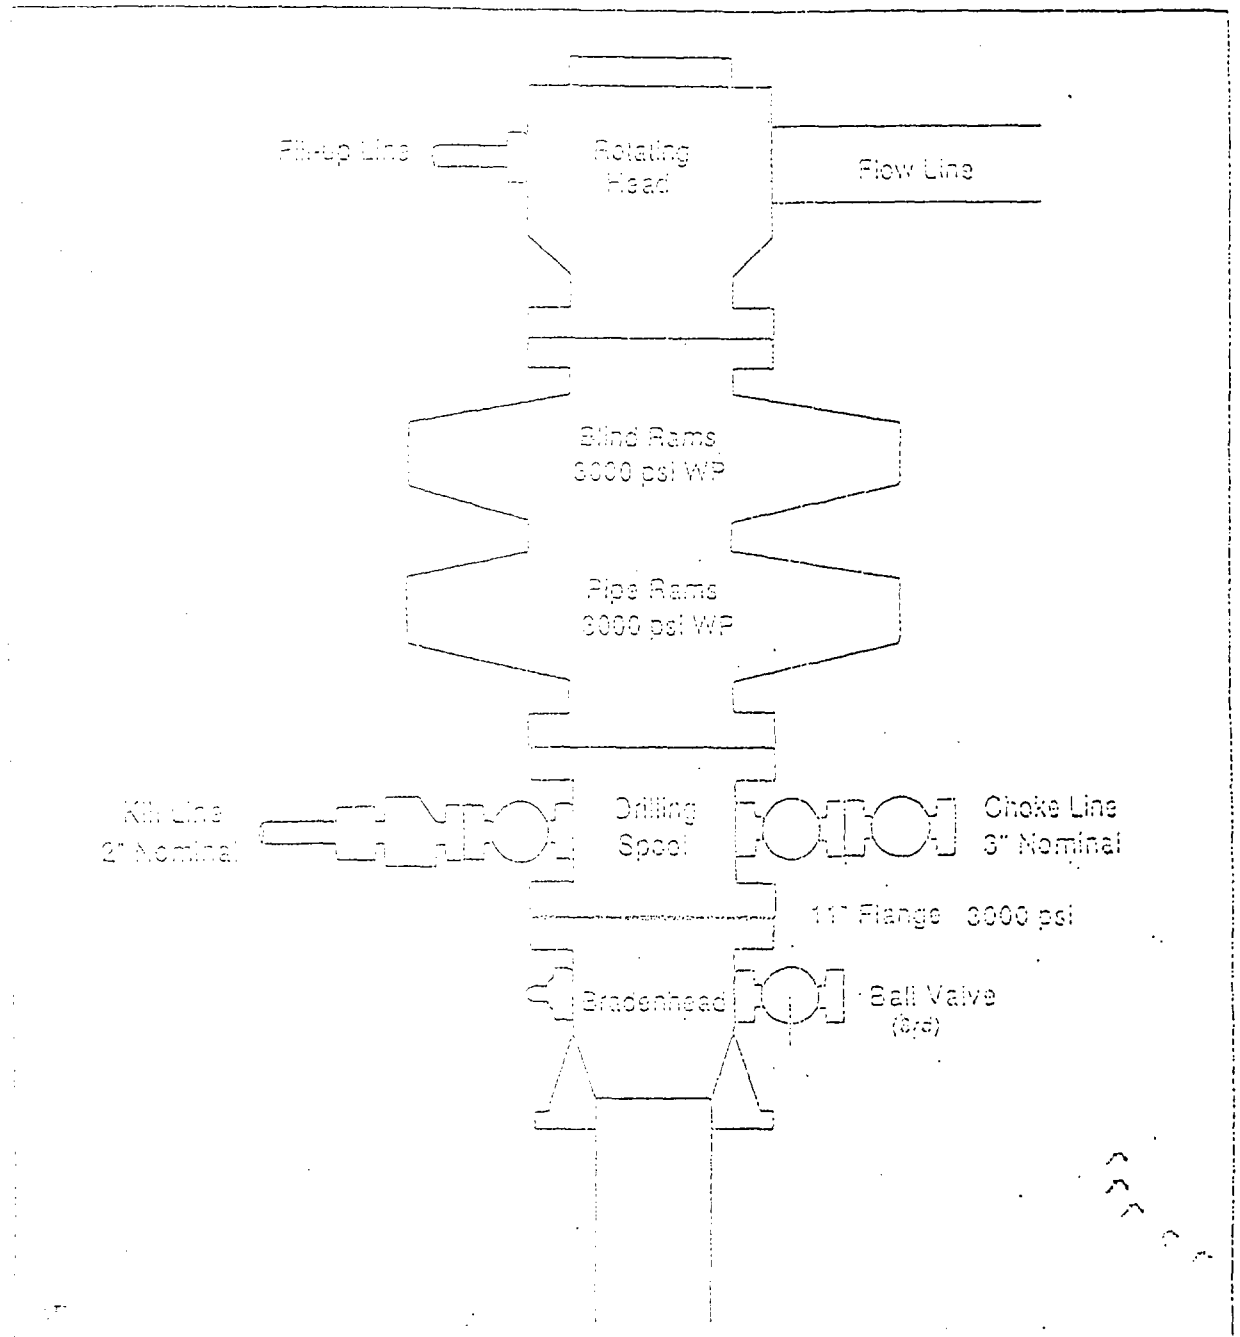 Fill-up Line
Rotating
Head
Flow Line
Blind Rams
3000 psi WP
Pipe Rams
3000 psi WP
Kill Line
2" Nominal
Drilling
Spool
Choke Line
3" Nominal
11" Flange 3000 psi
Bradenhead
Ball Valve